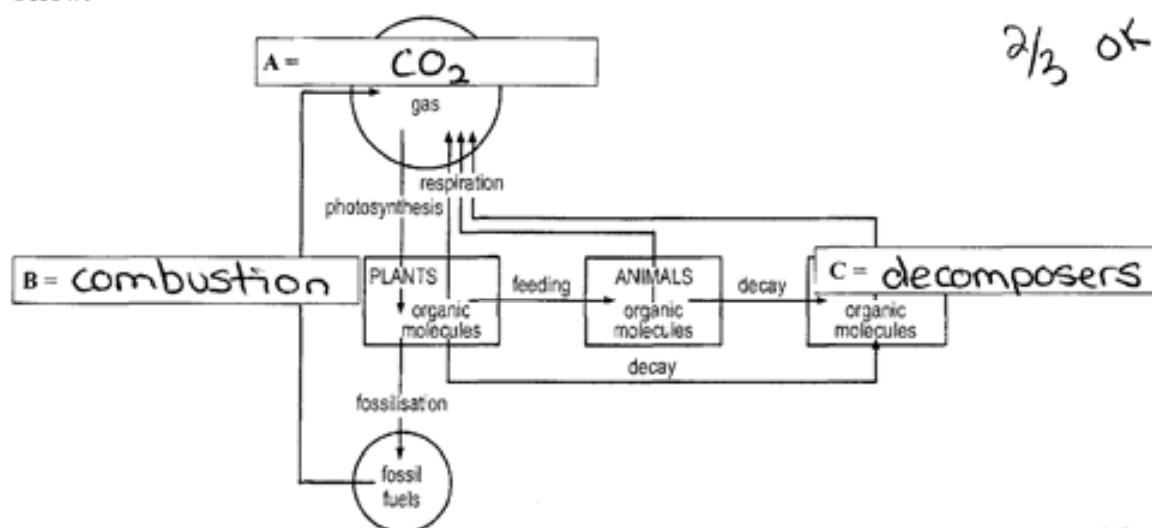 2/3 OK
A = CO₂
gas
respiration
photosynthesis
B = combustion
PLANTS
organic
molecules
feeding
ANIMALS
organic
molecules
decay
C = decomposers
organic
molecules
decay
fossilisation
fossil
fuels